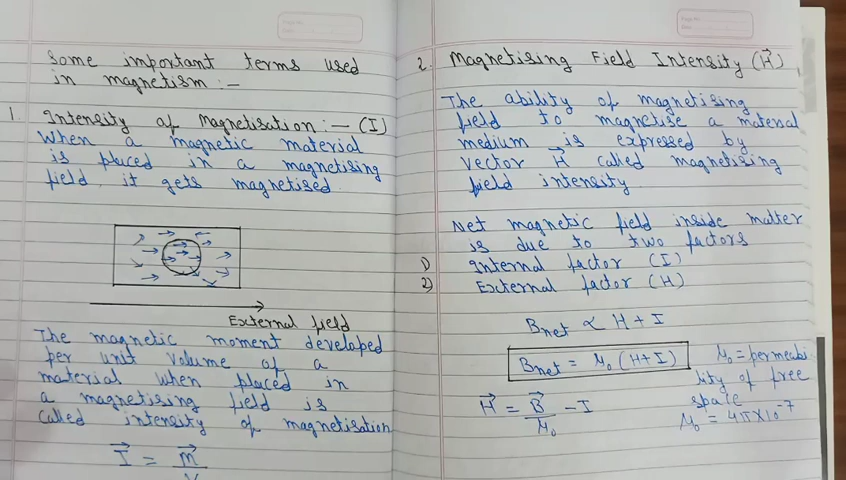 Some important terms used
in magnetism :-
1. Intensity of Magnetisation :- (I)
When a magnetic material
is placed in a magnetising
field, it gets magnetised.
External field
The magnetic moment developed
per unit volume of a
material when placed in
a magnetising field is
called intensity of magnetisation
I⃗ = m⃗ / V
2. Magnetising Field Intensity (H⃗)
The ability of magnetising
field to magnetise a material
medium is expressed by
vector H⃗ called magnetising
field intensity.
Net magnetic field inside matter
is due to two factors
1) Internal factor (I)
2) External factor (H)
Bnet ∝ H + I
Bnet = μ₀ (H+I)
μ₀ = permeabi
lity of free
space
H⃗ = B⃗ / μ₀ - I
μ₀ = 4π×10⁻⁷